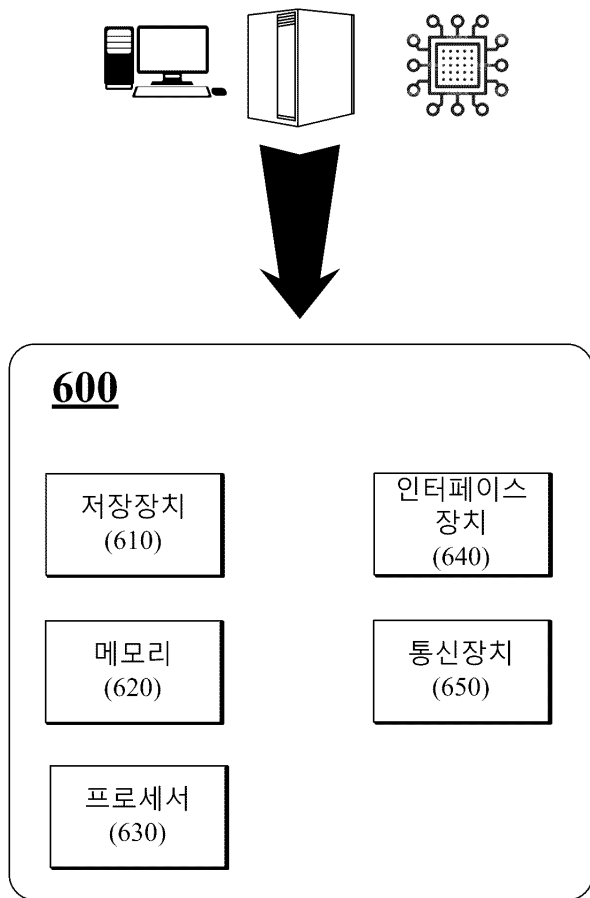 600
저장장치
(610)
인터페이스
장치
(640)
메모리
(620)
통신장치
(650)
프로세서
(630)